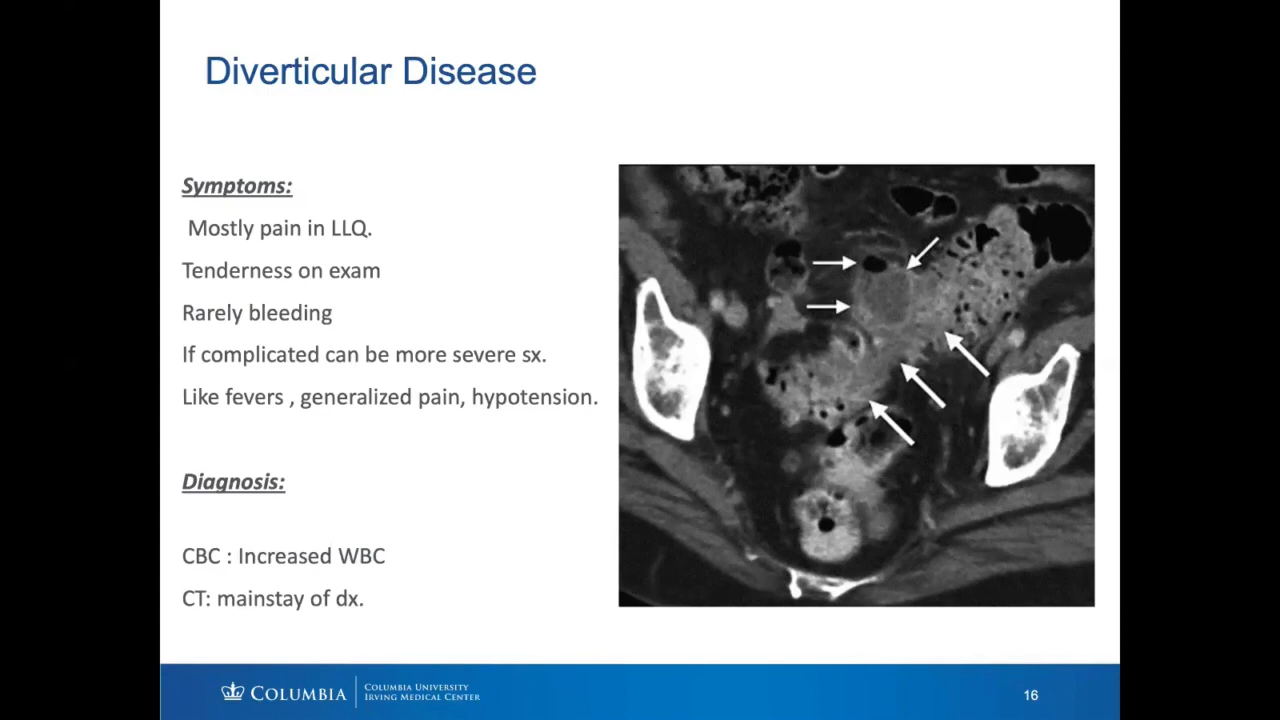 Diverticular Disease
Symptoms:
Mostly pain in LLQ.
Tenderness on exam
Rarely bleeding
If complicated can be more severe sx.
Like fevers , generalized pain, hypotension.
Diagnosis:
CBC : Increased WBC
CT: mainstay of dx.
COLUMBIA
COLUMBIA UNIVERSITY
IRVING MEDICAL CENTER
16